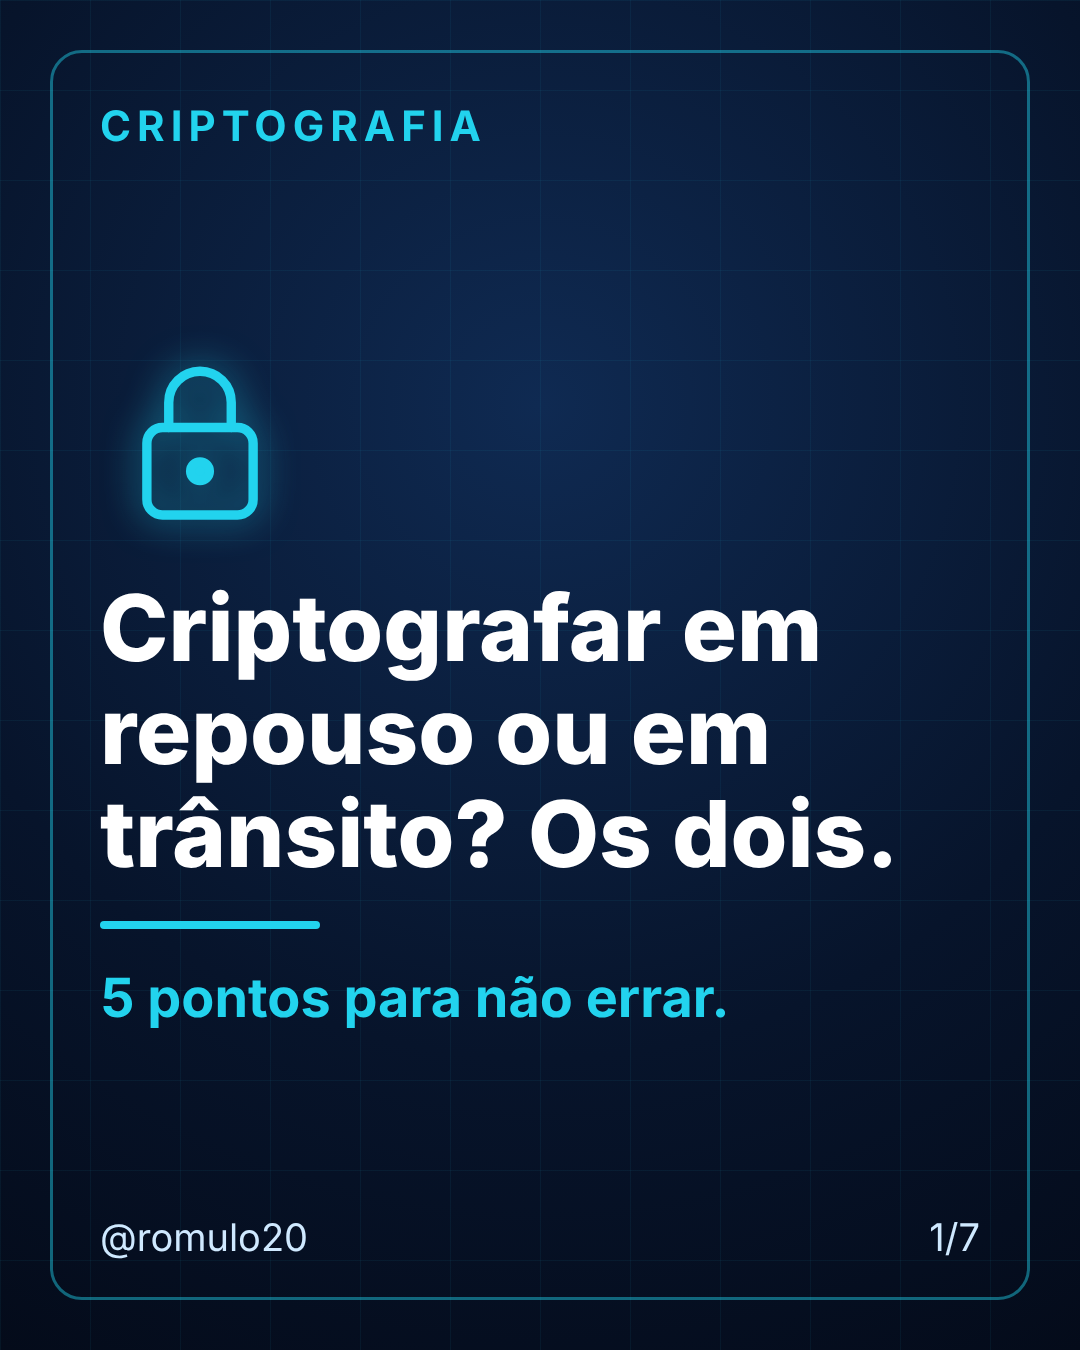 CRIPTOGRAFIA
Criptografar em
repouso ou em
trânsito? Os dois.
5 pontos para não errar.
@romulo20
1/7